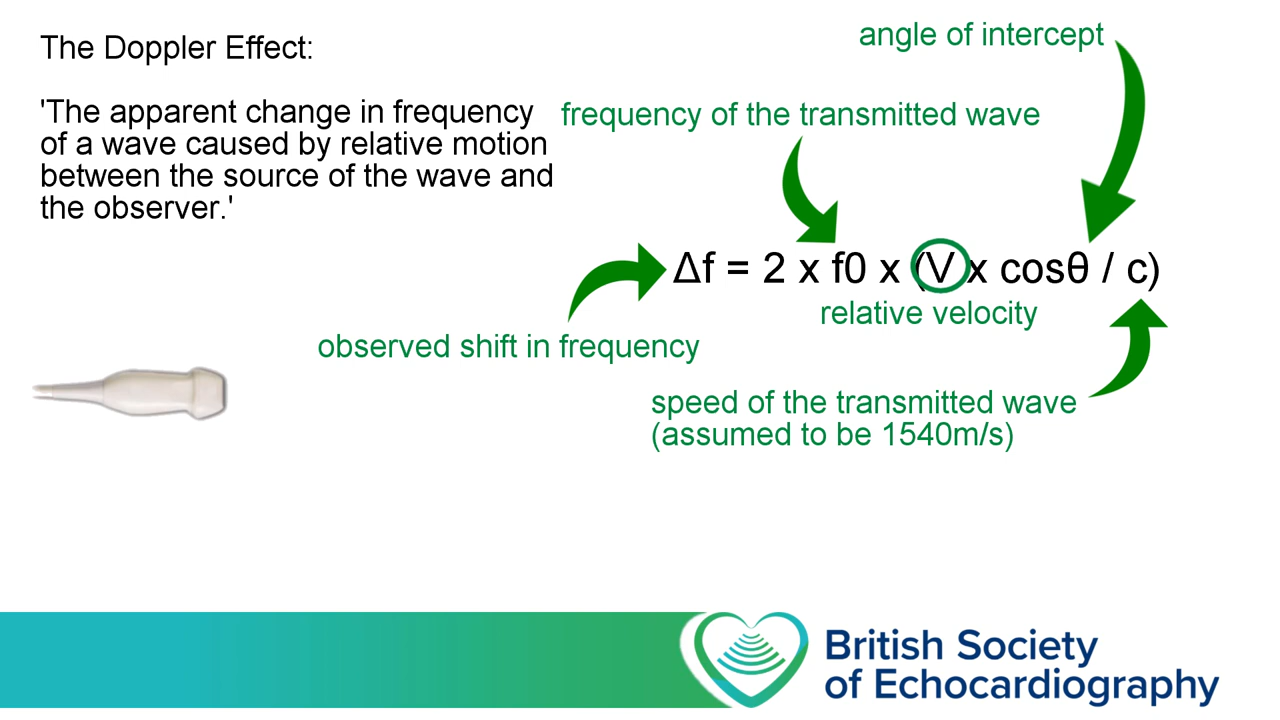 The Doppler Effect:
'The apparent change in frequency
of a wave caused by relative motion
between the source of the wave and
the observer.'
angle of intercept
frequency of the transmitted wave
Δf = 2 x f0 x (V x cosθ / c)
relative velocity
observed shift in frequency
speed of the transmitted wave
(assumed to be 1540m/s)
British Society
of Echocardiography